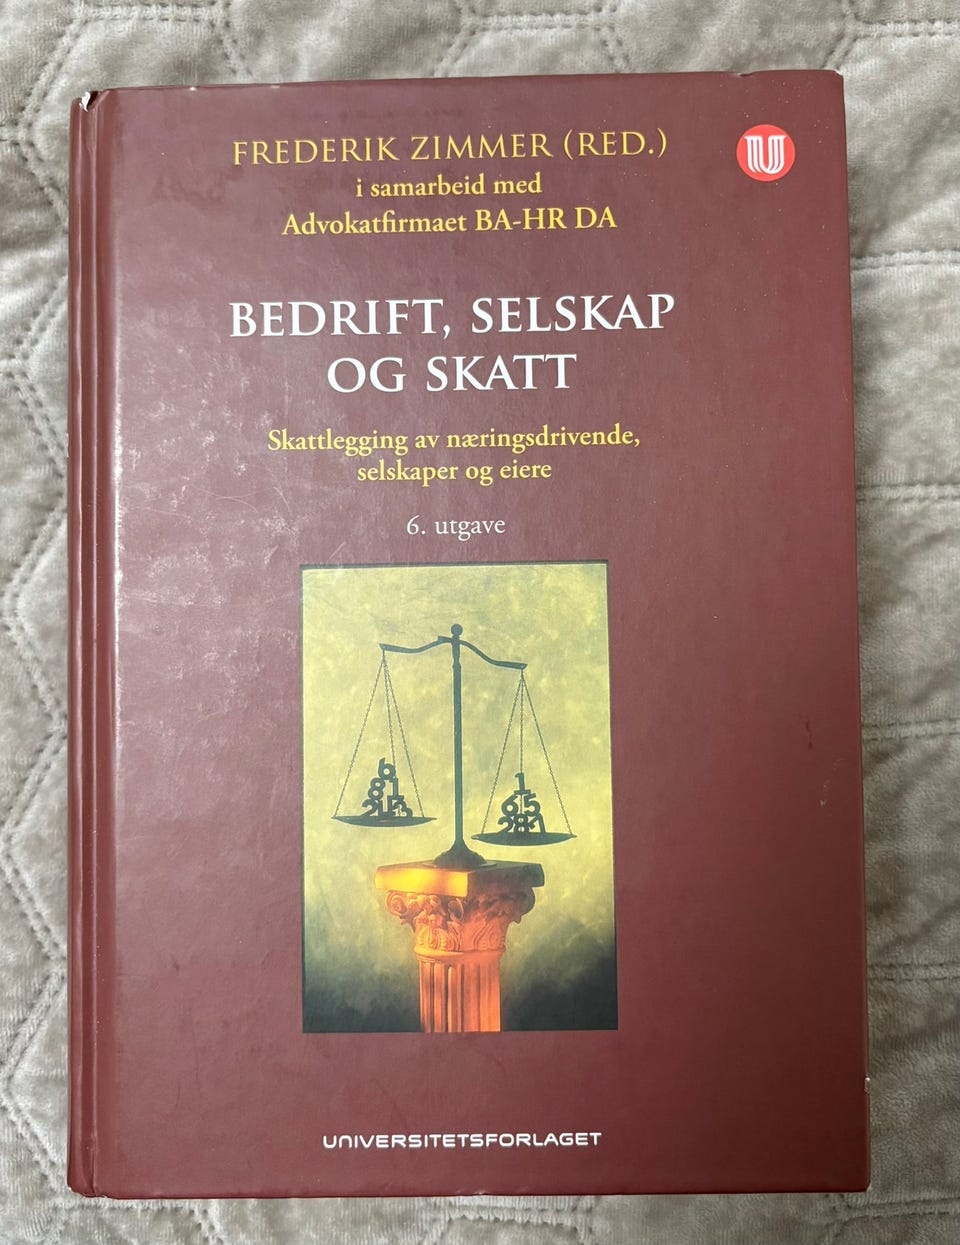 FREDERIK ZIMMER (RED.)
i samarbeid med
Advokatfirmaet BA-HR DA
U
BEDRIFT, SELSKAP
OG SKATT
Skattlegging av næringsdrivende,
selskaper og eiere
6. utgave
UNIVERSITETSFORLAGET